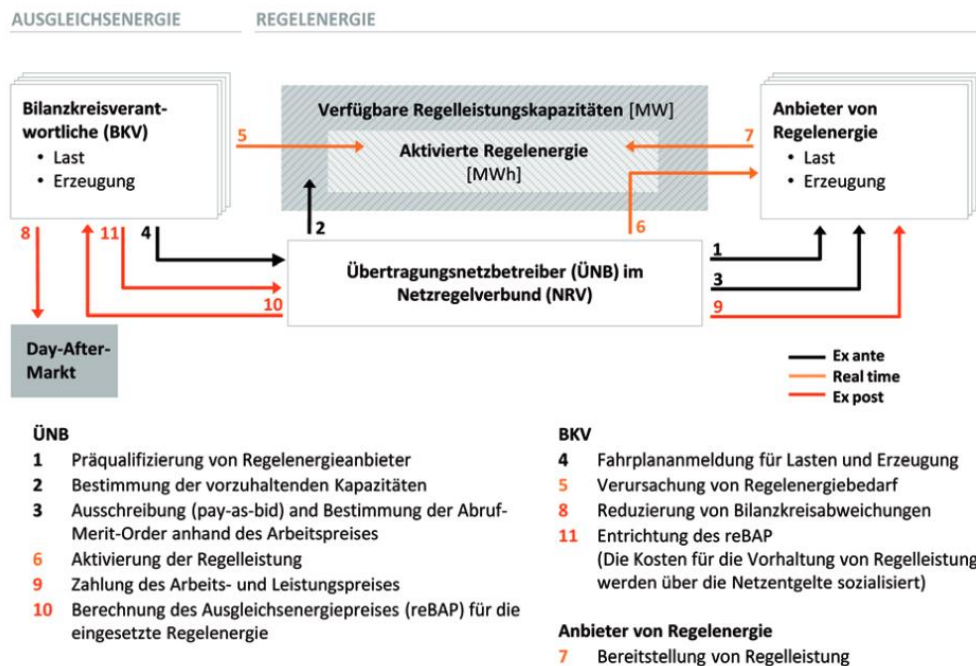 AUSGLEICHSENERGIE
REGELENERGIE
Bilanzkreisverant-
wortliche (BKV)
• Last
• Erzeugung
5
Verfügbare Regelleistungskapazitäten [MW]
Aktivierte Regelenergie
[MWh]
7
Anbieter von
Regelenergie
• Last
• Erzeugung
8
11
4
2
6
1
3
9
10
Übertragungsnetzbetreiber (ÜNB) im
Netzregelverbund (NRV)
Day-After-
Markt
Ex ante
Real time
Ex post
ÜNB
1 Präqualifizierung von Regelenergieanbieter
2 Bestimmung der vorzuhaltenden Kapazitäten
3 Ausschreibung (pay-as-bid) and Bestimmung der Abruf-
Merit-Order anhand des Arbeitspreises
6 Aktivierung der Regelleistung
9 Zahlung des Arbeits- und Leistungspreises
10 Berechnung des Ausgleichsenergiepreises (reBAP) für die
eingesetzte Regelenergie
BKV
4 Fahrplananmeldung für Lasten und Erzeugung
5 Verursachung von Regelenergiebedarf
8 Reduzierung von Bilanzkreisabweichungen
11 Entrichtung des reBAP
(Die Kosten für die Vorhaltung von Regelleistung
werden über die Netzentgelte sozialisiert)
Anbieter von Regelenergie
7 Bereitstellung von Regelleistung